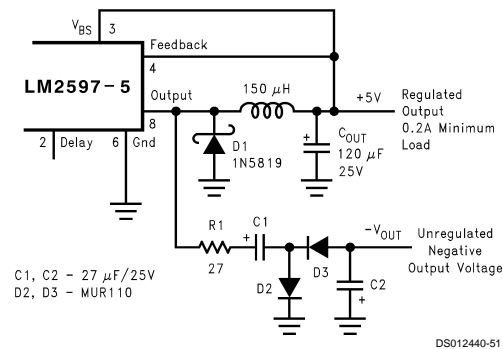 V_BS 3
Feedback
4
LM2597-5
Output
8
150 μH
+5V
Regulated
Output
0.2A Minimum
Load
2 Delay 6 Gnd
D1
1N5819
+
C_OUT
120 μF
25V
R1
27
C1
+
D2
D3
-V_OUT
Unregulated
Negative
Output Voltage
C2
+
C1, C2 - 27 μF/25V
D2, D3 - MUR110
DS012440-51